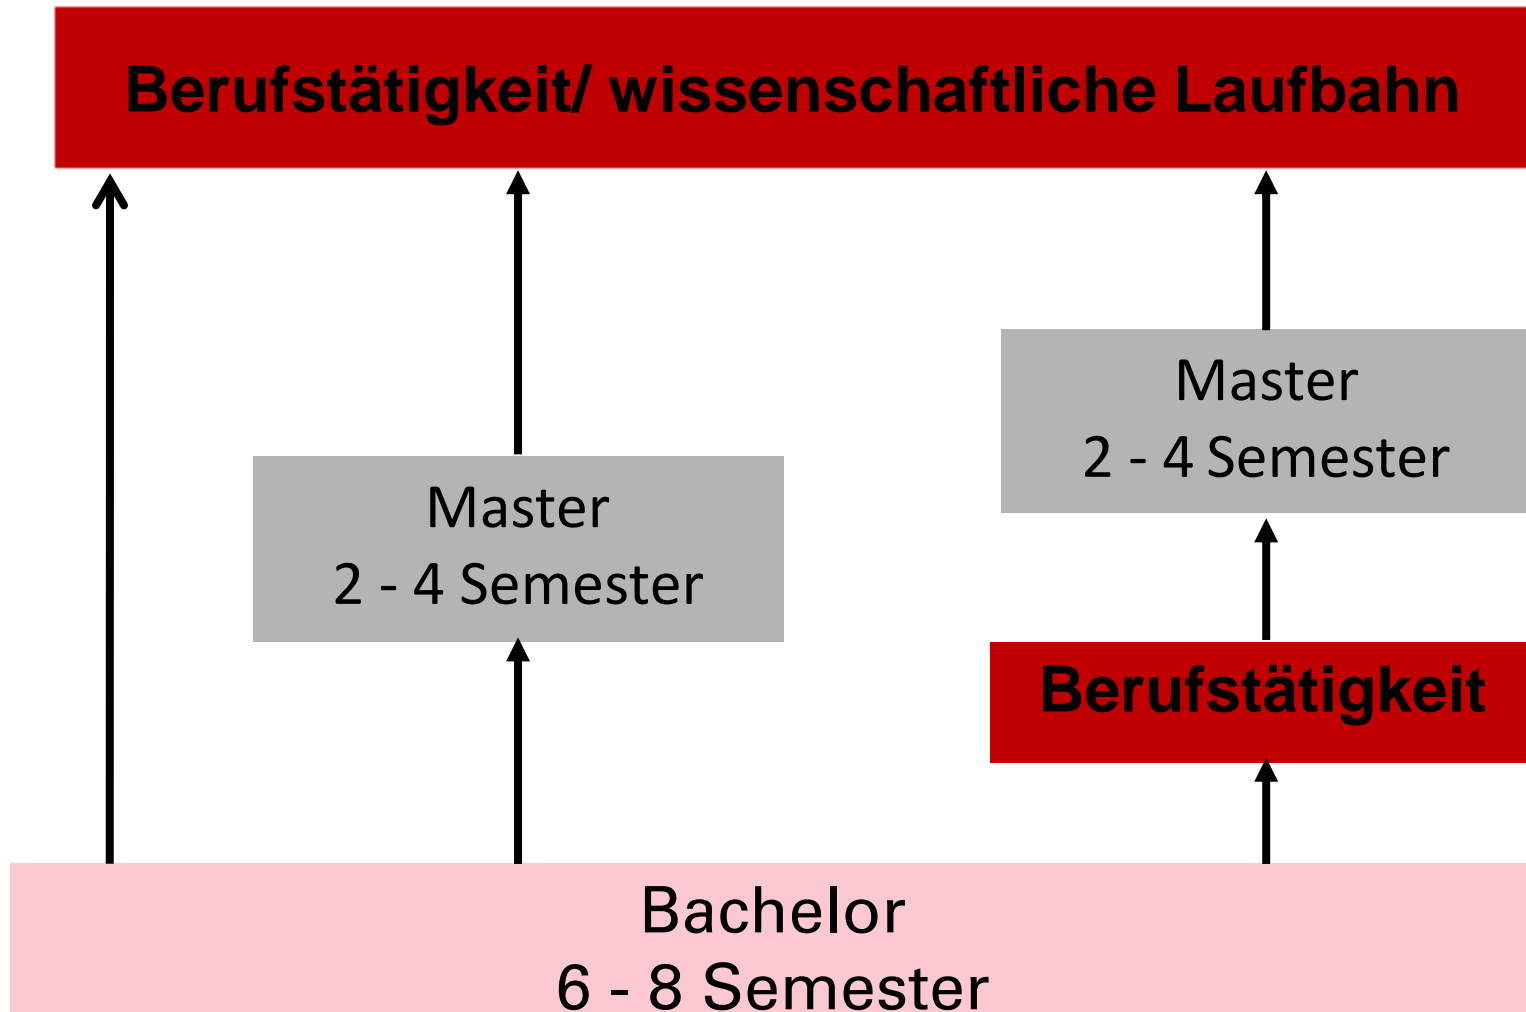 Berufstätigkeit/ wissenschaftliche Laufbahn
Master
2 - 4 Semester
Master
2 - 4 Semester
Berufstätigkeit
Bachelor
6 - 8 Semester